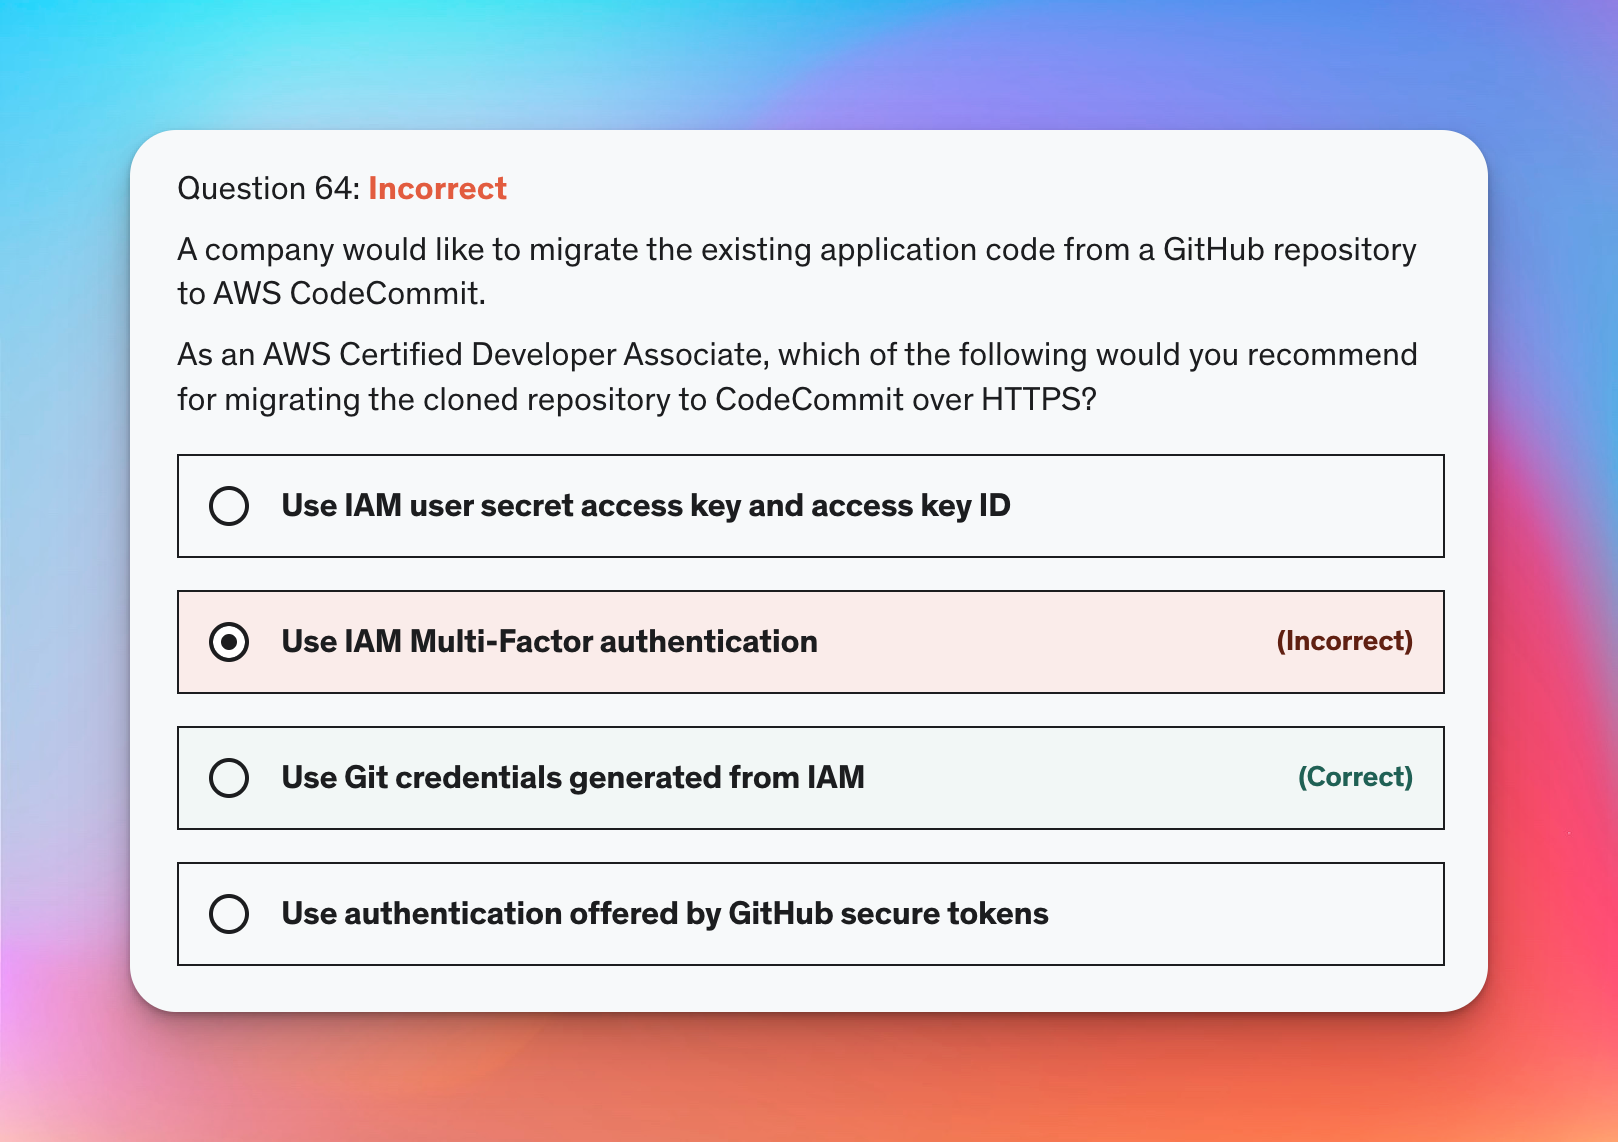 Question 64: Incorrect
A company would like to migrate the existing application code from a GitHub repository
to AWS CodeCommit.
As an AWS Certified Developer Associate, which of the following would you recommend
for migrating the cloned repository to CodeCommit over HTTPS?
Use IAM user secret access key and access key ID
Use IAM Multi-Factor authentication (Incorrect)
Use Git credentials generated from IAM (Correct)
Use authentication offered by GitHub secure tokens